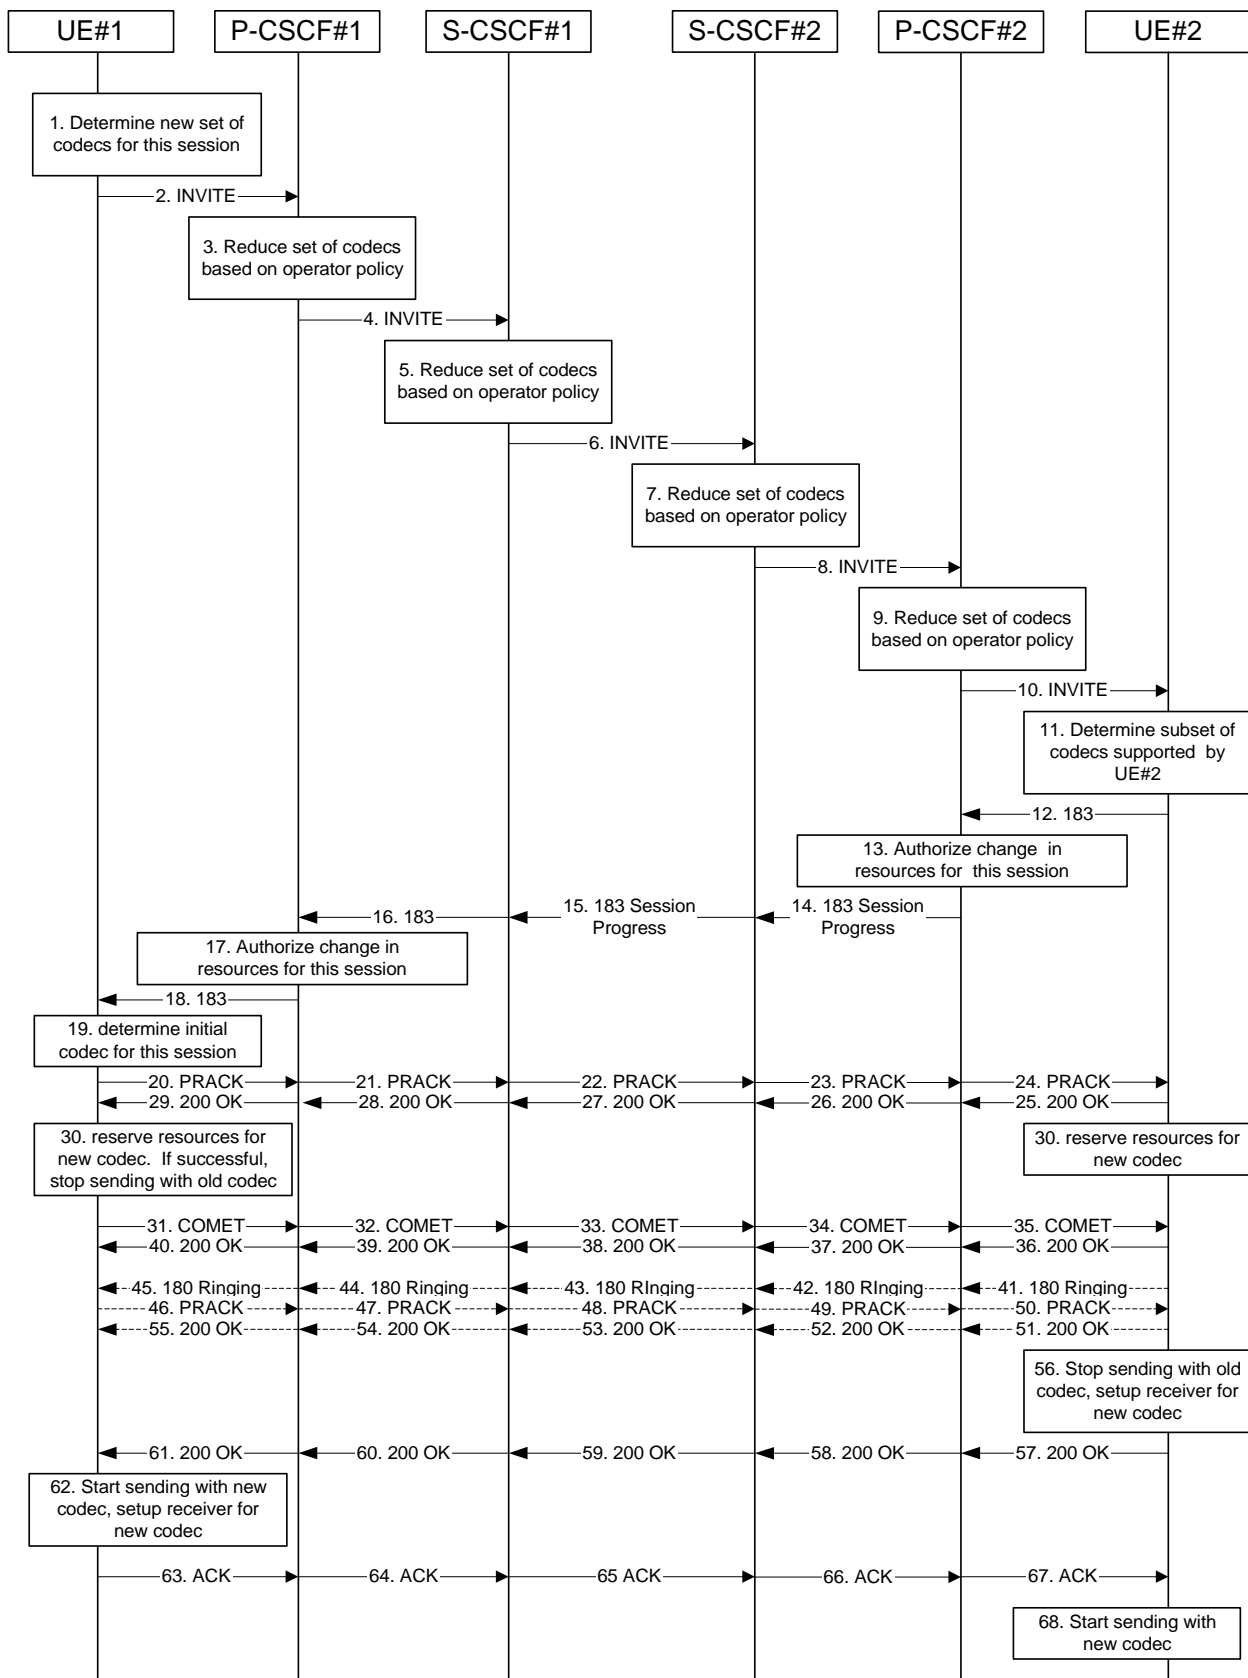 UE#1 P-CSCF#1 S-CSCF#1 S-CSCF#2 P-CSCF#2 UE#2
1. Determine new set of
codecs for this session
2. INVITE
3. Reduce set of codecs
based on operator policy
4. INVITE
5. Reduce set of codecs
based on operator policy
6. INVITE
7. Reduce set of codecs
based on operator policy
8. INVITE
9. Reduce set of codecs
based on operator policy
10. INVITE
11. Determine subset of
codecs supported by
UE#2
12. 183
13. Authorize change in
resources for this session
14. 183 Session
Progress
15. 183 Session
Progress
16. 183
17. Authorize change in
resources for this session
18. 183
19. determine initial
codec for this session
20. PRACK 21. PRACK 22. PRACK 23. PRACK 24. PRACK
29. 200 OK 28. 200 OK 27. 200 OK 26. 200 OK 25. 200 OK
30. reserve resources for
new codec. If successful,
stop sending with old codec
30. reserve resources for
new codec
31. COMET 32. COMET 33. COMET 34. COMET 35. COMET
40. 200 OK 39. 200 OK 38. 200 OK 37. 200 OK 36. 200 OK
45. 180 Ringing 44. 180 Ringing 43. 180 RInging 42. 180 RInging 41. 180 Ringing
46. PRACK 47. PRACK 48. PRACK 49. PRACK 50. PRACK
55. 200 OK 54. 200 OK 53. 200 OK 52. 200 OK 51. 200 OK
56. Stop sending with old
codec, setup receiver for
new codec
61. 200 OK 60. 200 OK 59. 200 OK 58. 200 OK 57. 200 OK
62. Start sending with new
codec, setup receiver for
new codec
63. ACK 64. ACK 65 ACK 66. ACK 67. ACK
68. Start sending with
new codec